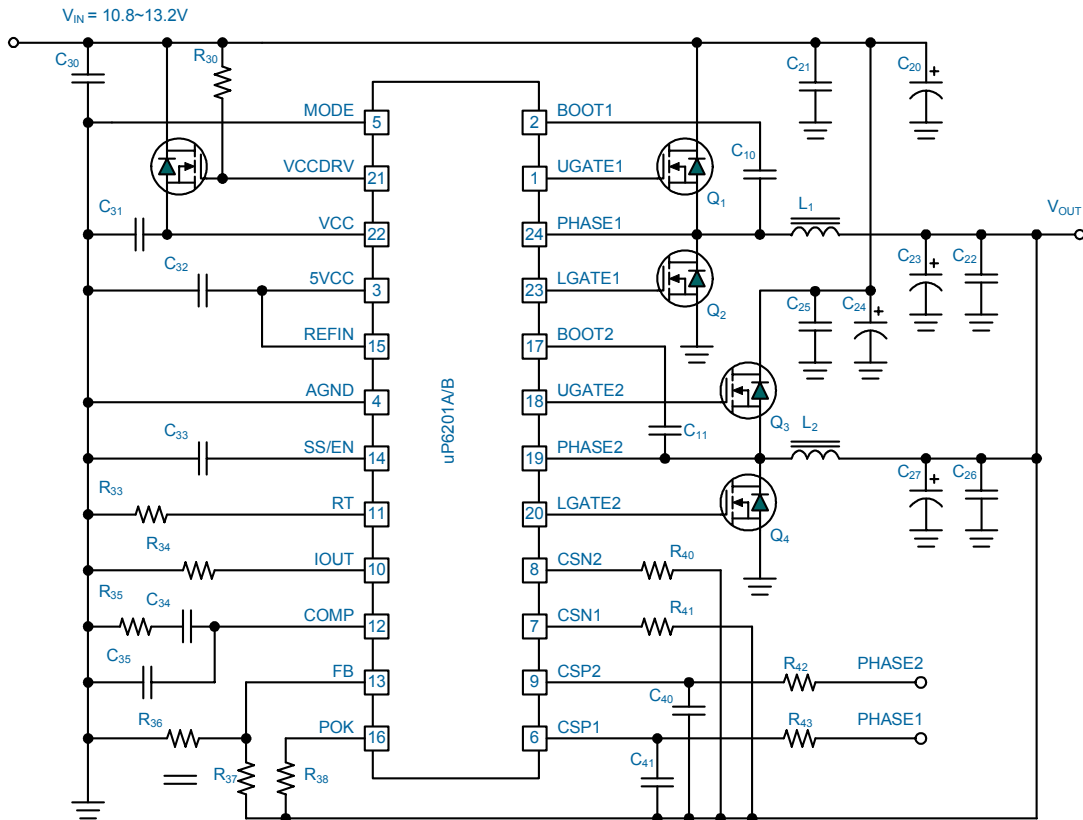 V_IN = 10.8~13.2V
C30
R30
C21
C20
+
MODE
5
2
BOOT1
VCCDRV
21
1
UGATE1
Q1
C10
C31
VCC
22
24
PHASE1
L1
VOUT
C32
5VCC
3
23
LGATE1
Q2
C23
+
C22
C25
C24
+
REFIN
15
17
BOOT2
uP6201A/B
AGND
4
18
UGATE2
Q3
C33
SS/EN
14
19
PHASE2
C11
L2
R33
RT
11
20
LGATE2
Q4
C27
+
C26
R34
IOUT
10
8
CSN2
R40
R35
C34
COMP
12
7
CSN1
R41
C35
FB
13
9
CSP2
C40
R42
PHASE2
R36
POK
16
6
CSP1
R43
PHASE1
R37
R38
C41